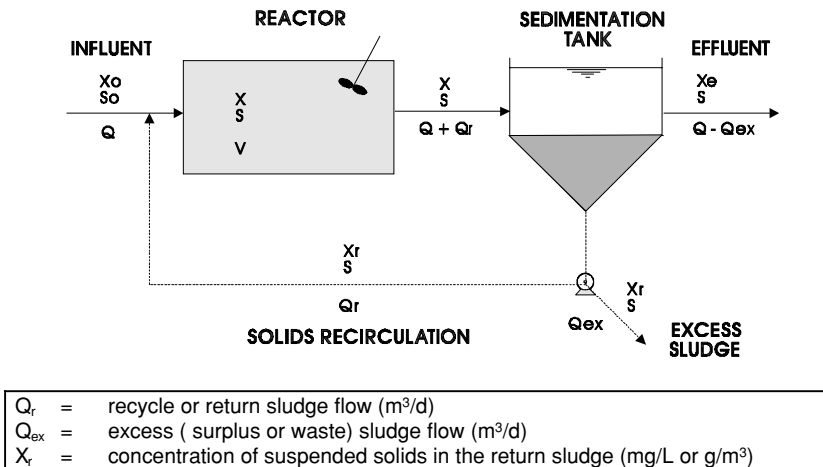 REACTOR
SEDIMENTATION
TANK
INFLUENT
EFFLUENT
Xo
So
Q
X
S
V
X
S
Q + Qr
Xe
S
Q - Qex
Xr
S
Qr
SOLIDS RECIRCULATION
Xr
S
Qex
EXCESS
SLUDGE
Qr = recycle or return sludge flow (m³/d)
Qex = excess ( surplus or waste) sludge flow (m³/d)
Xr = concentration of suspended solids in the return sludge (mg/L or g/m³)